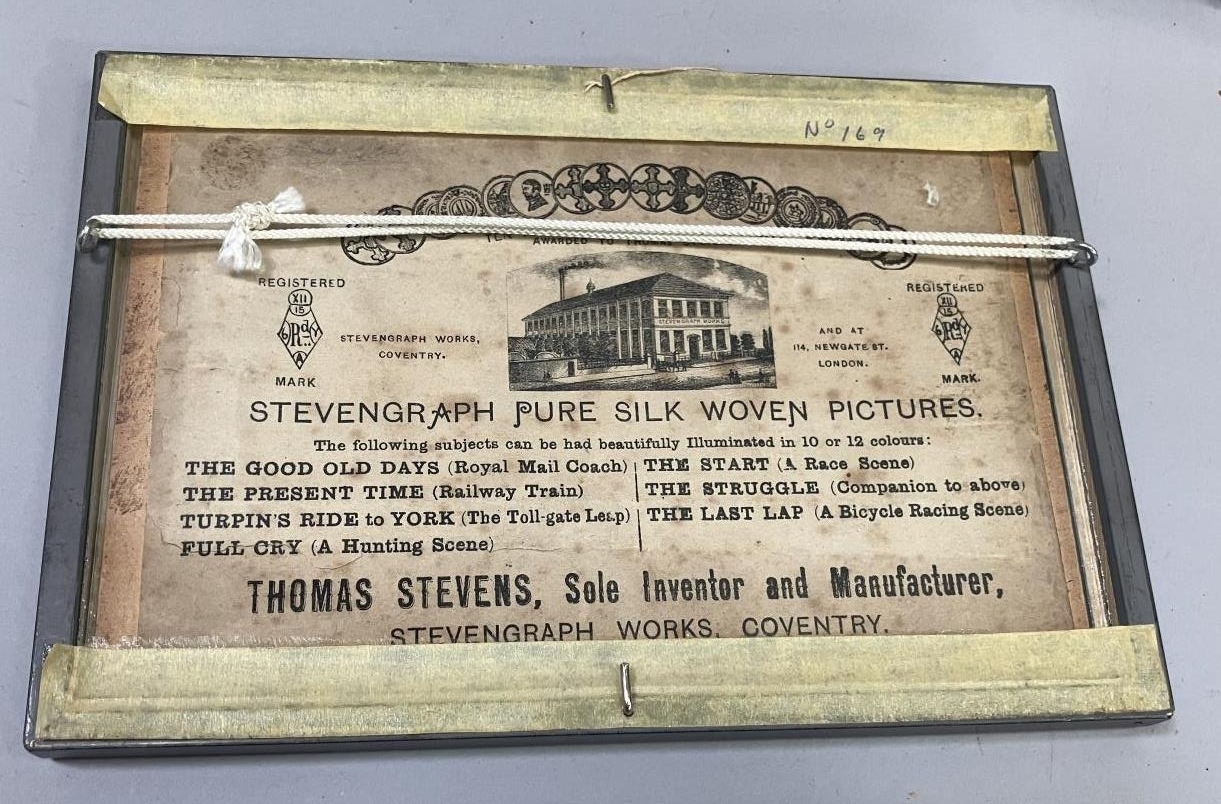 No 169
AWARDED TO
REGISTERED
XII
15
Rd
A
MARK
STEVENGRAPH WORKS,
COVENTRY.
STEVENGRAPH WORKS
AND AT
114, NEWGATE ST.
LONDON.
REGISTERED
XII
15
Rd
A
MARK.
STEVENGRAPH PURE SILK WOVEN PICTURES.
The following subjects can be had beautifully Illuminated in 10 or 12 colours:
THE GOOD OLD DAYS (Royal Mail Coach)
THE PRESENT TIME (Railway Train)
TURPIN'S RIDE to YORK (The Toll-gate Leap)
FULL CRY (A Hunting Scene)
THE START (A Race Scene)
THE STRUGGLE (Companion to above)
THE LAST LAP (A Bicycle Racing Scene)
THOMAS STEVENS, Sole Inventor and Manufacturer,
STEVENGRAPH WORKS, COVENTRY.